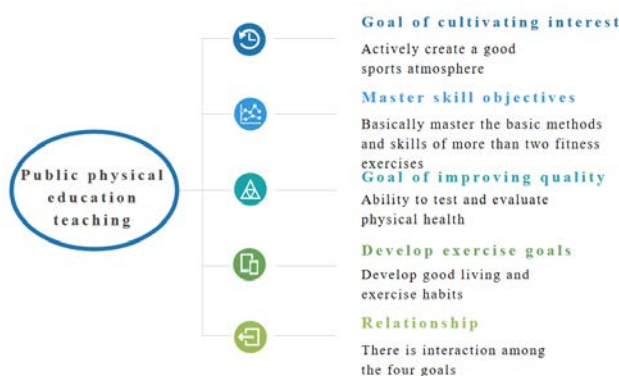 Public physical
education
teaching
Goal of cultivating interest
Actively create a good
sports atmosphere
Master skill objectives
Basically master the basic methods
and skills of more than two fitness
exercises
Goal of improving quality
Ability to test and evaluate
physical health
Develop exercise goals
Develop good living and
exercise habits
Relationship
There is interaction among
the four goals